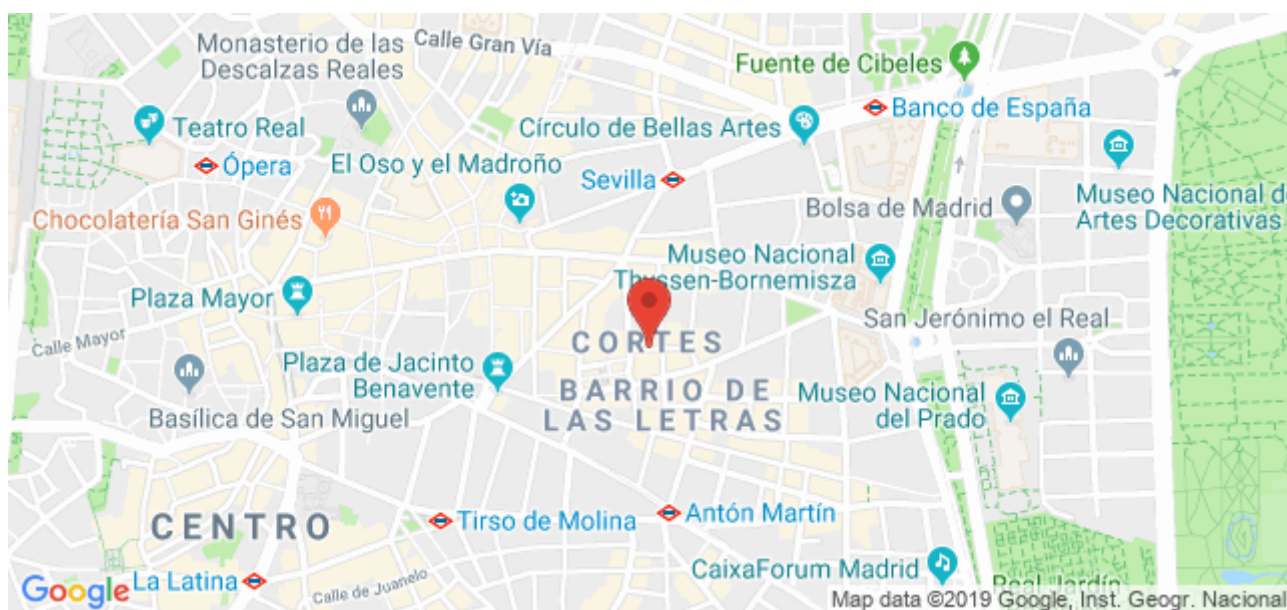 Calle Gran Vía
Monasterio de las
Descalzas Reales
Fuente de Cibeles
Banco de España
Teatro Real
Círculo de Bellas Artes
Ópera
El Oso y el Madroño
Sevilla
Museo Nacional de
Artes Decorativas
Chocolatería San Ginés
Bolsa de Madrid
Museo Nacional
Thyssen-Bornemisza
Plaza Mayor
San Jerónimo el Real
Calle Mayor
CORTES
Plaza de Jacinto
Benavente
BARRIO DE
LAS LETRAS
Museo Nacional
del Prado
Basílica de San Miguel
CENTRO
Tirso de Molina
Antón Martín
La Latina
Calle de Juanelo
CaixaForum Madrid
Real Jardín
Google
Map data ©2019 Google, Inst. Geogr. Nacional